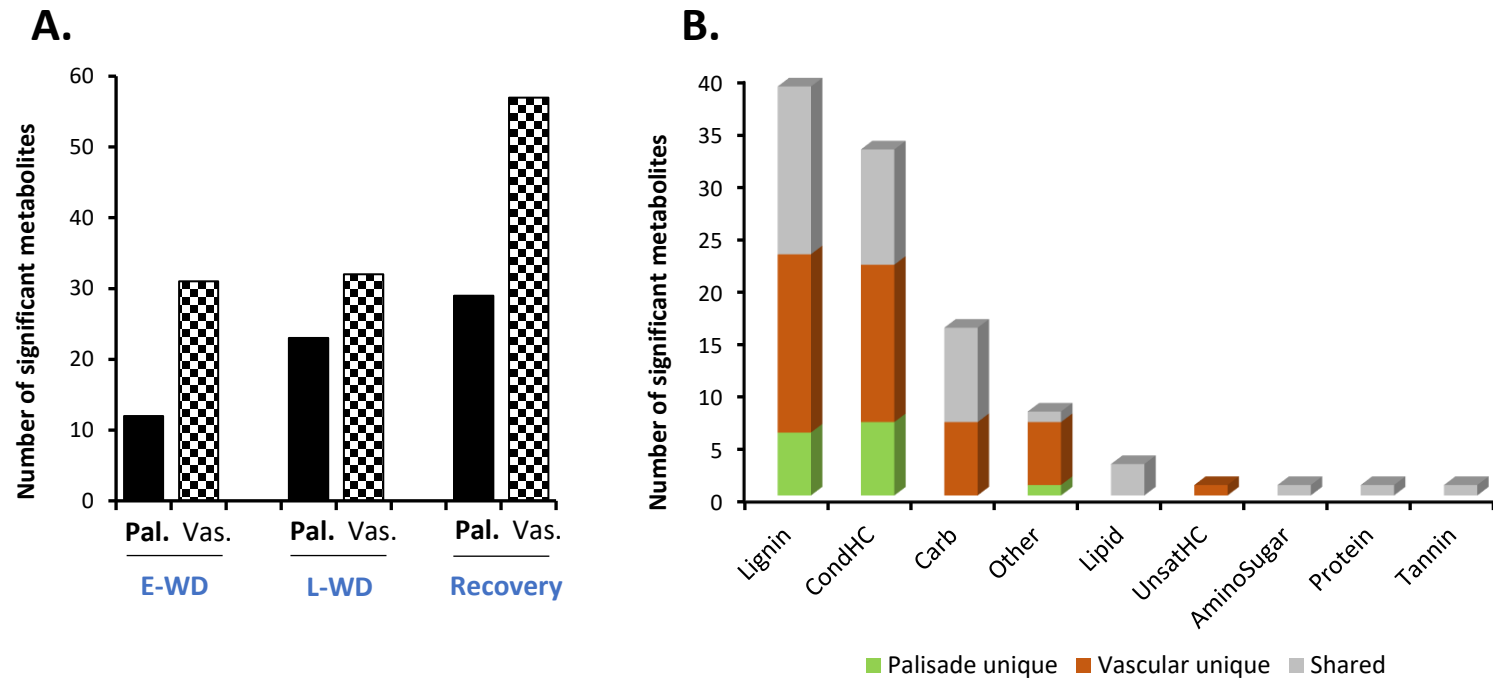 A.
Number of significant metabolites
60
50
40
30
20
10
0
Pal. Vas. Pal. Vas. Pal. Vas.
E-WD L-WD Recovery
B.
Number of significant metabolites
40
35
30
25
20
15
10
5
0
Lignin
CondHC
Carb
Other
Lipid
UnsatHC
AminoSugar
Protein
Tannin
Palisade unique Vascular unique Shared